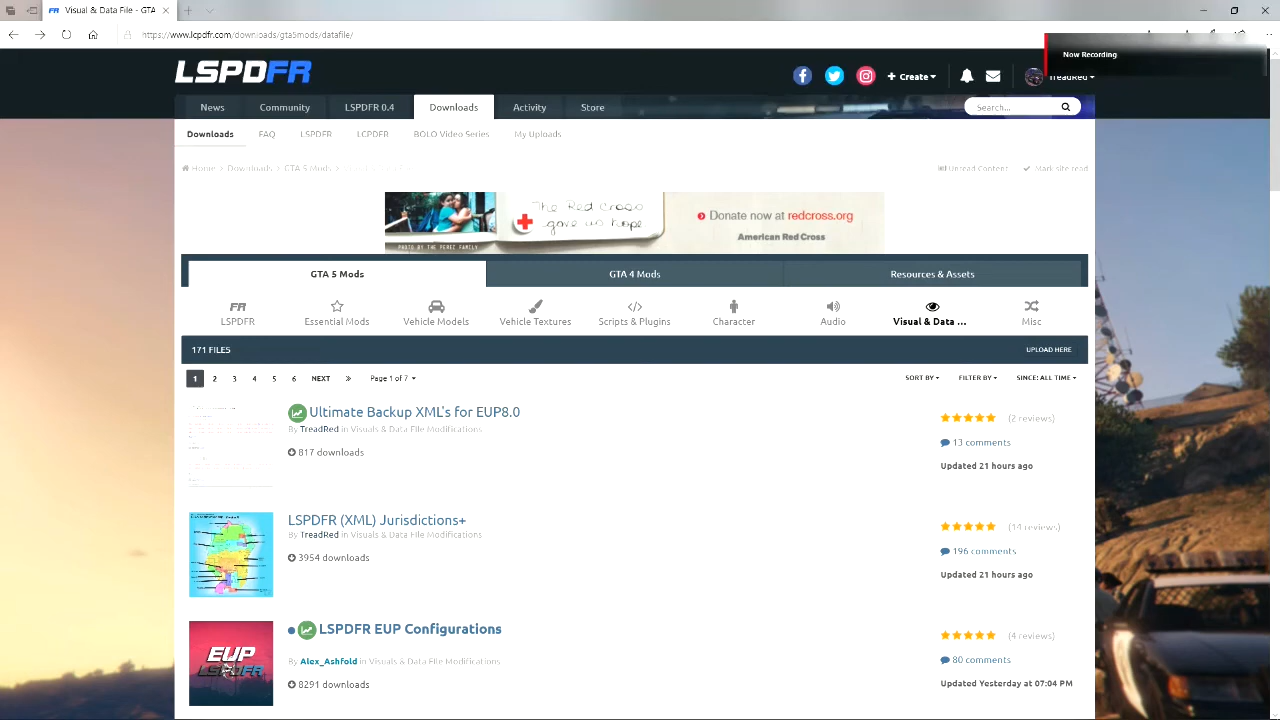 Visual & Data File - GTA 5 Mods
https://www.lcpdfr.com/downloads/gta5mods/datafile/
Now Recording
LSPDFR
Create
TreadRed
News
Community
LSPDFR 0.4
Downloads
Activity
Store
Search...
Downloads
FAQ
LSPDFR
LCPDFR
BOLO Video Series
My Uploads
Home > Downloads > GTA 5 Mods >
Unread Content
Mark site read
The Red Cross
gave us hope
Donate now at redcross.org
American Red Cross
PHOTO BY THE PEREZ FAMILY
GTA 5 Mods
GTA 4 Mods
Resources & Assets
FR
LSPDFR
Essential Mods
Vehicle Models
Vehicle Textures
Scripts & Plugins
Character
Audio
Visual & Data ...
Misc
171 FILES
UPLOAD HERE
1 2 3 4 5 6 NEXT Page 1 of 7
SORT BY
FILTER BY
SINCE: ALL TIME
Ultimate Backup XML's for EUP8.0
By TreadRed in Visuals & Data File Modifications
817 downloads
(2 reviews)
13 comments
Updated 21 hours ago
LSPDFR (XML) Jurisdictions+
By TreadRed in Visuals & Data File Modifications
3954 downloads
(14 reviews)
196 comments
Updated 21 hours ago
EUP
LSPDFR
LSPDFR EUP Configurations
By Alex_Ashfold in Visuals & Data File Modifications
8291 downloads
(4 reviews)
80 comments
Updated Yesterday at 07:04 PM